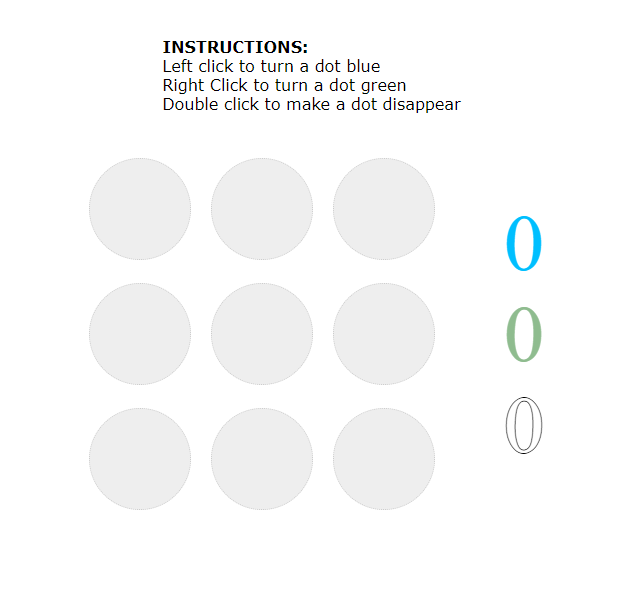 INSTRUCTIONS:
Left click to turn a dot blue
Right Click to turn a dot green
Double click to make a dot disappear
0
0
0